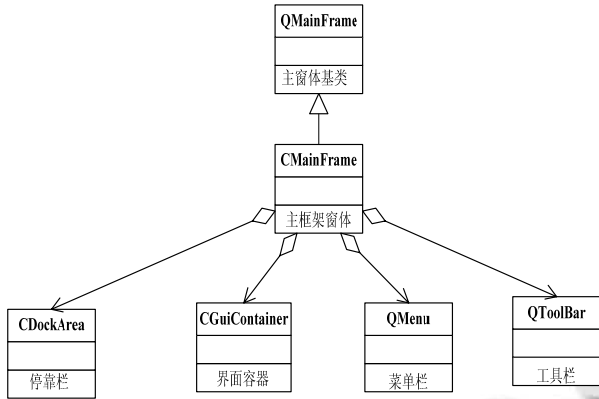 QMainFrame
主窗体基类
CMainFrame
主框架窗体
CDockArea
停靠栏
CGuiContainer
界面容器
QMenu
菜单栏
QToolBar
工具栏